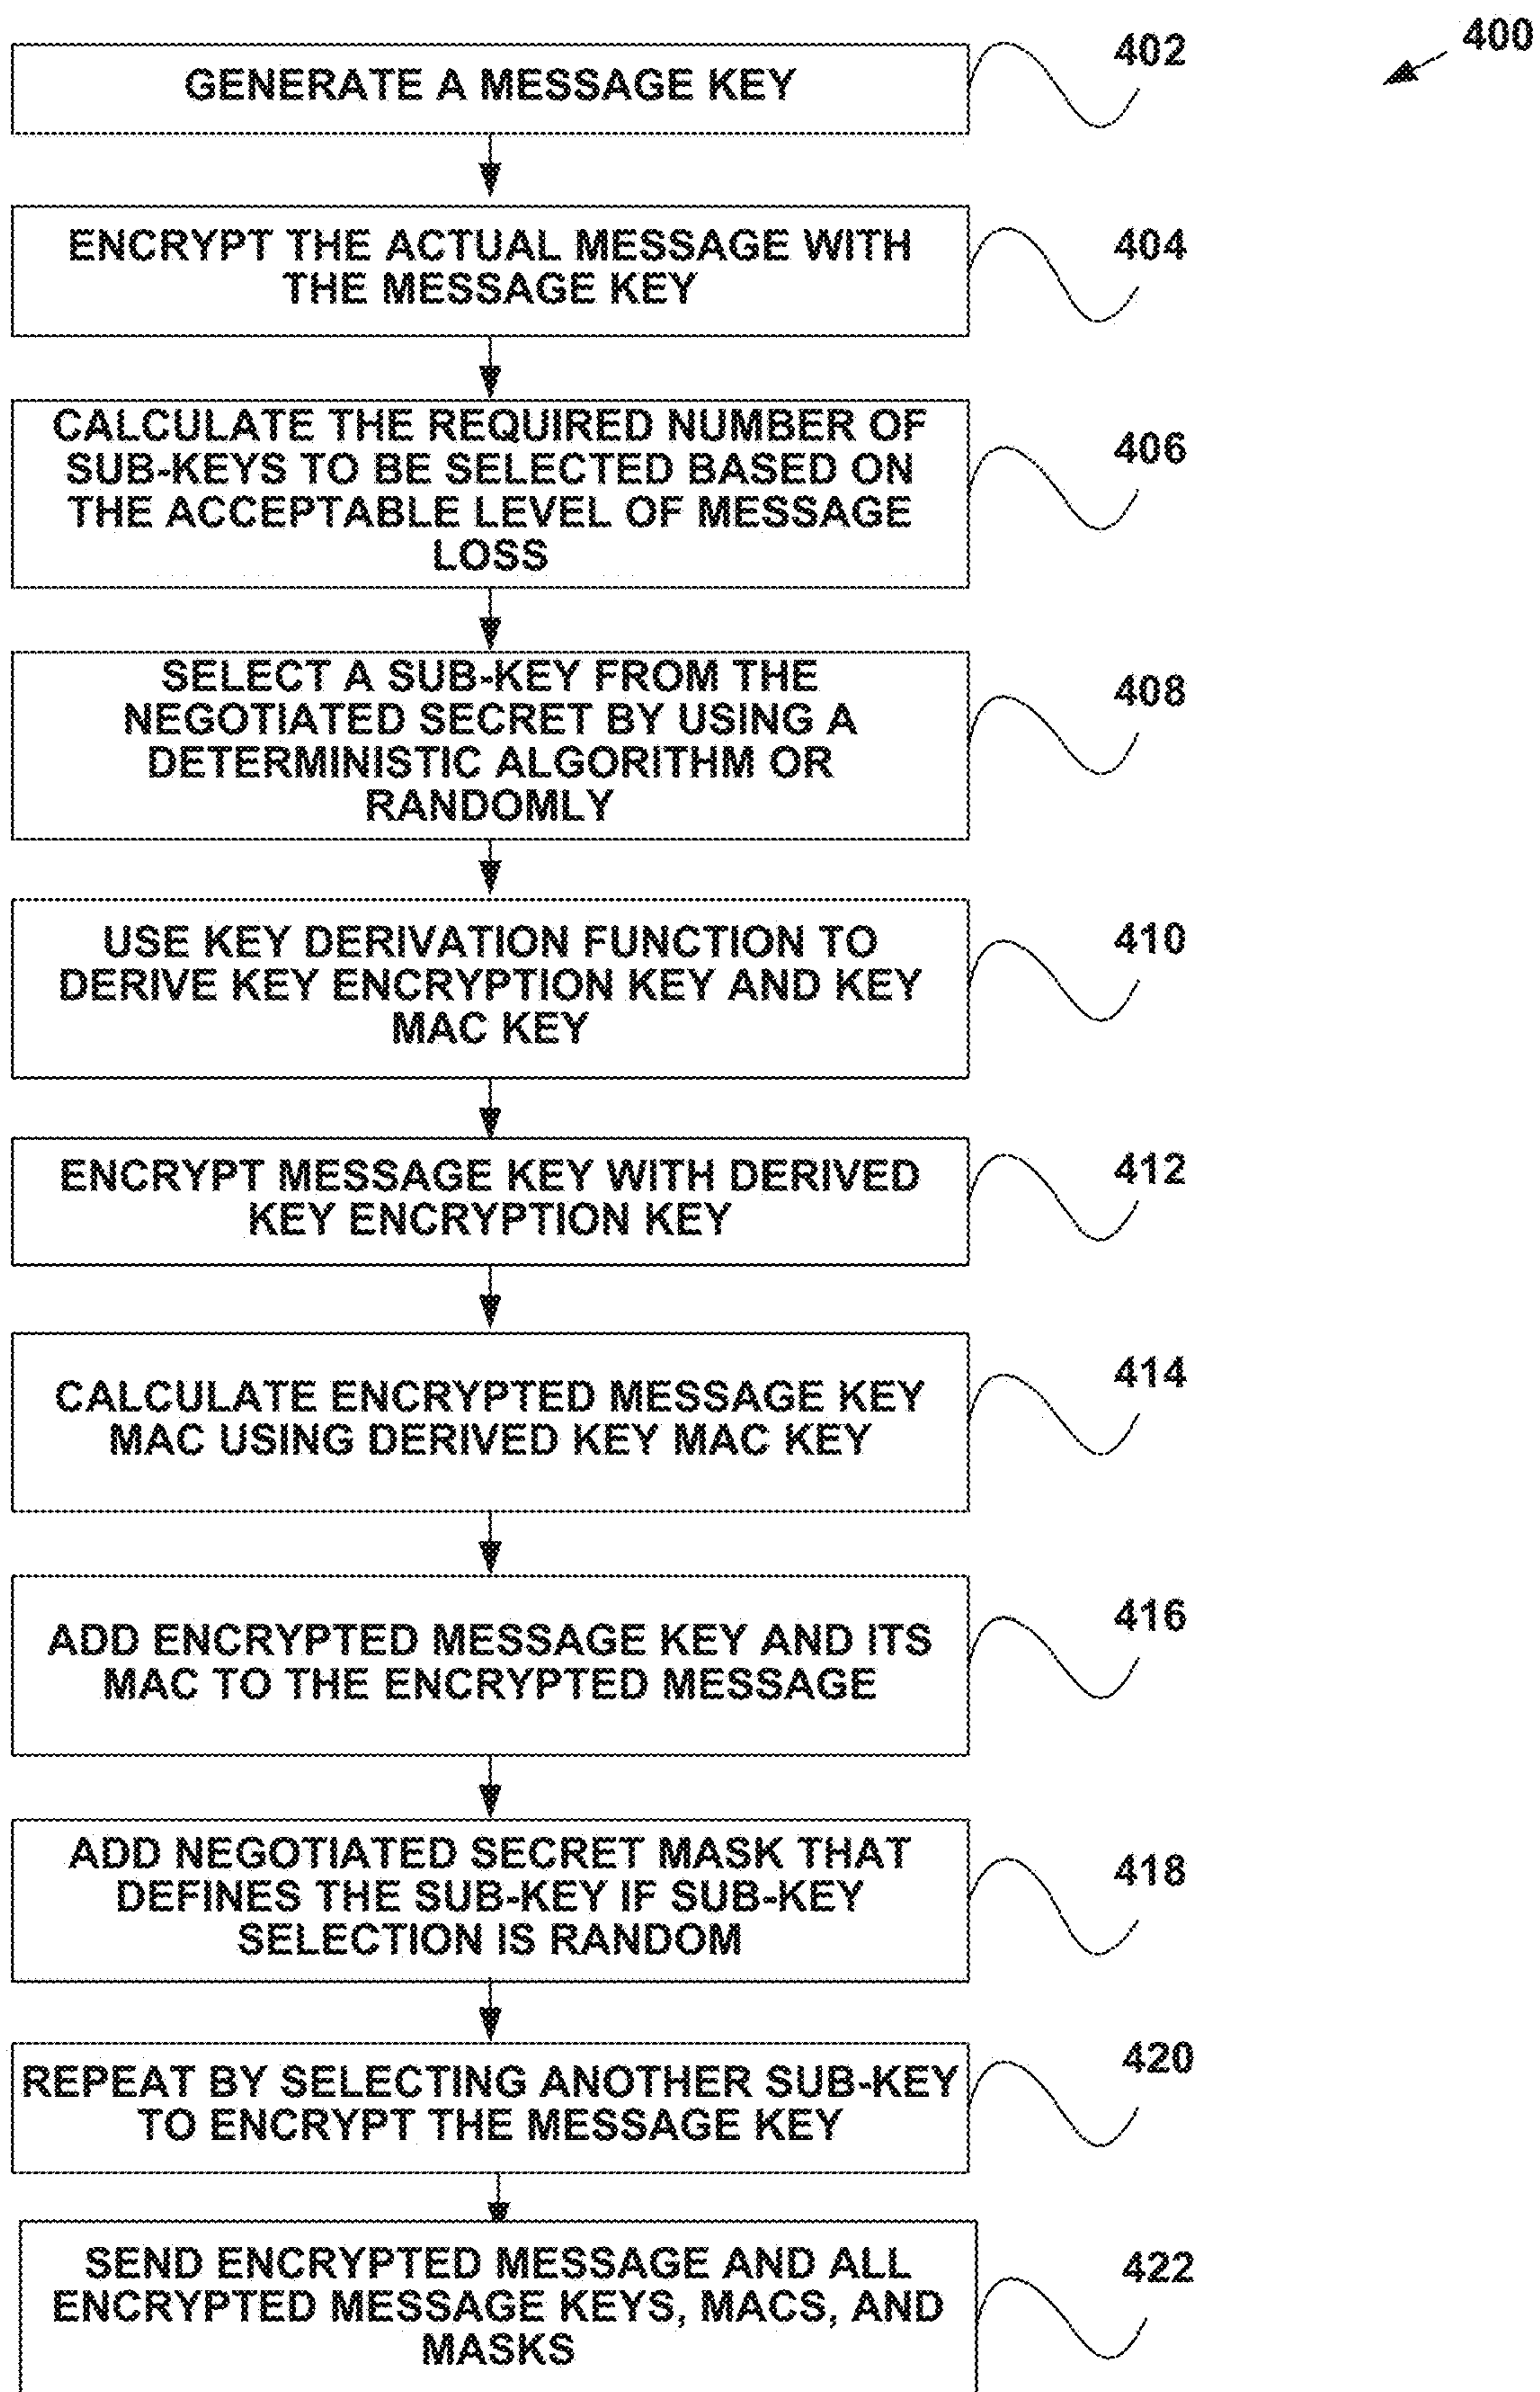 400
GENERATE A MESSAGE KEY
402
ENCRYPT THE ACTUAL MESSAGE WITH
THE MESSAGE KEY
404
CALCULATE THE REQUIRED NUMBER OF
SUB-KEYS TO BE SELECTED BASED ON
THE ACCEPTABLE LEVEL OF MESSAGE
LOSS
406
SELECT A SUB-KEY FROM THE
NEGOTIATED SECRET BY USING A
DETERMINISTIC ALGORITHM OR
RANDOMLY
408
USE KEY DERIVATION FUNCTION TO
DERIVE KEY ENCRYPTION KEY AND KEY
MAC KEY
410
ENCRYPT MESSAGE KEY WITH DERIVED
KEY ENCRYPTION KEY
412
CALCULATE ENCRYPTED MESSAGE KEY
MAC USING DERIVED KEY MAC KEY
414
ADD ENCRYPTED MESSAGE KEY AND ITS
MAC TO THE ENCRYPTED MESSAGE
416
ADD NEGOTIATED SECRET MASK THAT
DEFINES THE SUB-KEY IF SUB-KEY
SELECTION IS RANDOM
418
REPEAT BY SELECTING ANOTHER SUB-KEY
TO ENCRYPT THE MESSAGE KEY
420
SEND ENCRYPTED MESSAGE AND ALL
ENCRYPTED MESSAGE KEYS, MACS, AND
MASKS
422